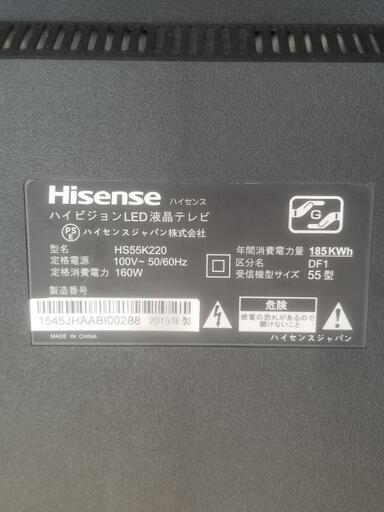 Hisense ハイセンス
ハイビジョンLED液晶テレビ
PS
E
ハイセンスジャパン株式会社
G
型名 HS55K220
定格電源 100V~ 50/60Hz
定格消費電力 160W
製造番号
年間消費電力量 185KWh
区分名 DF1
受信機型サイズ 55型
1545JHAABI00288 2015年製
MADE IN CHINA
危険
感電の恐れがあるので
開けないこと
ハイセンスジャパン